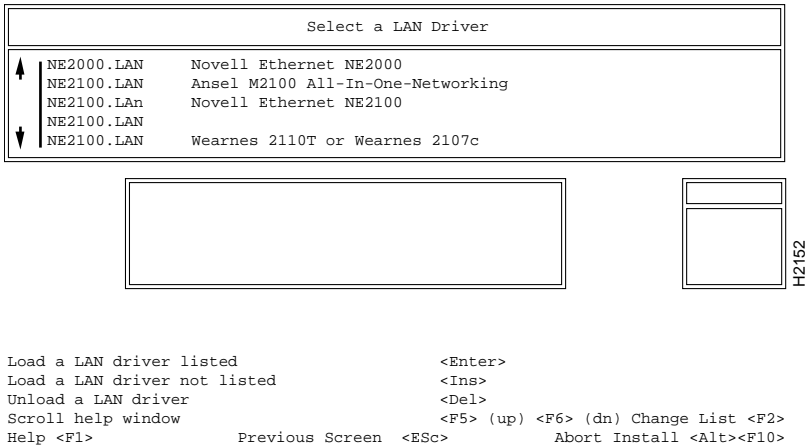 Select a LAN Driver
NE2000.LAN Novell Ethernet NE2000
NE2100.LAN Ansel M2100 All-In-One-Networking
NE2100.LAn Novell Ethernet NE2100
NE2100.LAN
NE2100.LAN Wearnes 2110T or Wearnes 2107c
H2152
Load a LAN driver listed <Enter>
Load a LAN driver not listed <Ins>
Unload a LAN driver <Del>
Scroll help window <F5> (up) <F6> (dn) Change List <F2>
Help <F1> Previous Screen <ESc> Abort Install <Alt><F10>